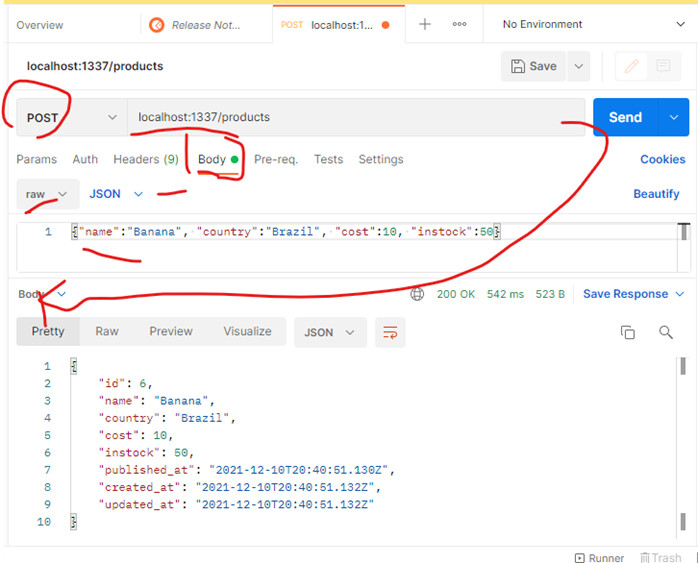 Overview Release Not... POST localhost:1... + ooo No Environment
localhost:1337/products Save
POST localhost:1337/products Send
Params Auth Headers (9) Body Pre-req. Tests Settings Cookies
raw JSON Beautify
1 {"name":"Banana", "country":"Brazil", "cost":10, "instock":50}
Body 200 OK 542 ms 523 B Save Response
Pretty Raw Preview Visualize JSON
1 {
2 "id": 6,
3 "name": "Banana",
4 "country": "Brazil",
5 "cost": 10,
6 "instock": 50,
7 "published_at": "2021-12-10T20:40:51.130Z",
8 "created_at": "2021-12-10T20:40:51.132Z",
9 "updated_at": "2021-12-10T20:40:51.132Z"
10 }
Runner Trash